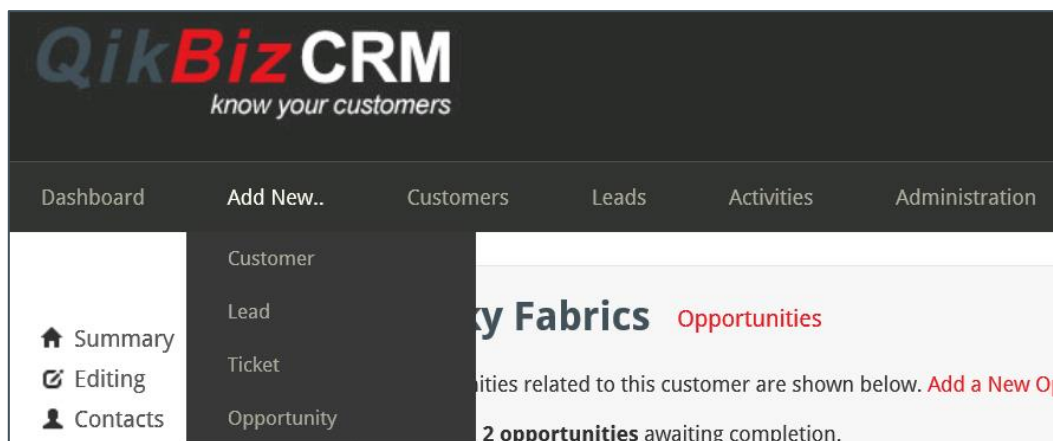 QikBizCRM
know your customers
Dashboard Add New.. Customers Leads Activities Administration
Customer
Lead
Ticket
Opportunity
Summary
Editing
Contacts
Fabrics Opportunities
related to this customer are shown below. Add a New
2 opportunities awaiting completion.